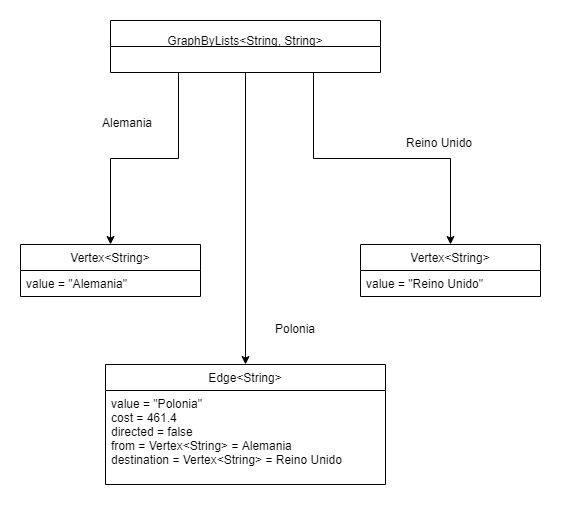 GraphByLists<String, String>
Alemania
Reino Unido
Vertex<String>
value = "Alemania"
Vertex<String>
value = "Reino Unido"
Polonia
Edge<String>
value = "Polonia"
cost = 461.4
directed = false
from = Vertex<String> = Alemania
destination = Vertex<String> = Reino Unido